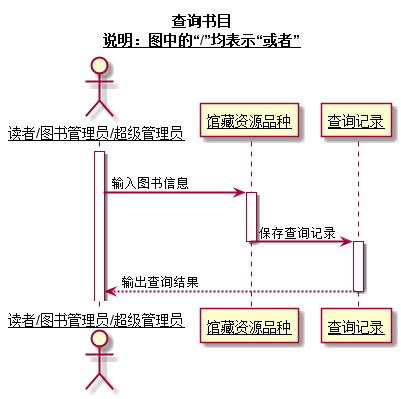 查询书目
说明：图中的“/”均表示“或者”
读者/图书管理员/超级管理员
馆藏资源品种
查询记录
输入图书信息
保存查询记录
输出查询结果
读者/图书管理员/超级管理员
馆藏资源品种
查询记录